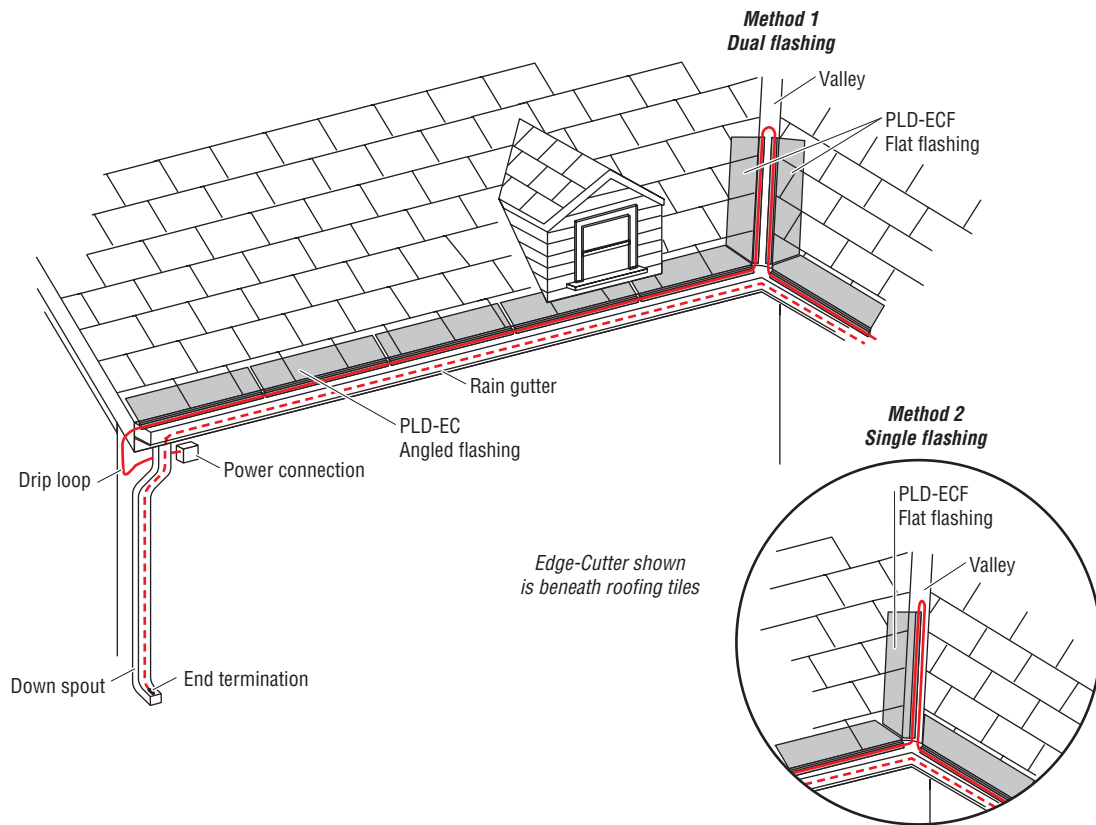 Method 1
Dual flashing
Valley
PLD-ECF
Flat flashing
Rain gutter
PLD-EC
Angled flashing
Power connection
Drip loop
Method 2
Single flashing
PLD-ECF
Flat flashing
Valley
Edge-Cutter shown
is beneath roofing tiles
End termination
Down spout